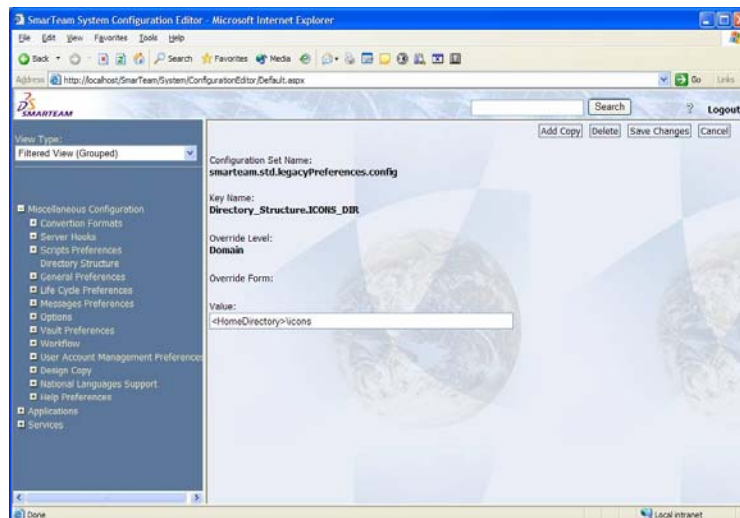 SmarTeam System Configuration Editor - Microsoft Internet Explorer
File Edit View Favorites Tools Help
Back Search Favorites Media
Address http://localhost/SmarTeam/System/ConfigurationEditor/Default.aspx Go Links
SMARTEAM Search ? Logout
Add Copy Delete Save Changes Cancel
View Type:
Filtered View (Grouped)
Miscellaneous Configuration
Convertion Formats
Server Hooks
Scripts Preferences
Directory Structure
General Preferences
Life Cycle Preferences
Messages Preferences
Options
Vault Preferences
Workflow
User Account Management Preferences
Design Copy
National Languages Support
Help Preferences
Applications
Services
Configuration Set Name:
smarteam.std.legacyPreferences.config
Key Name:
Directory_Structure.ICONS_DIR
Override Level:
Domain
Override Form:
Value:
<HomeDirectory>\icons
Done Local intranet